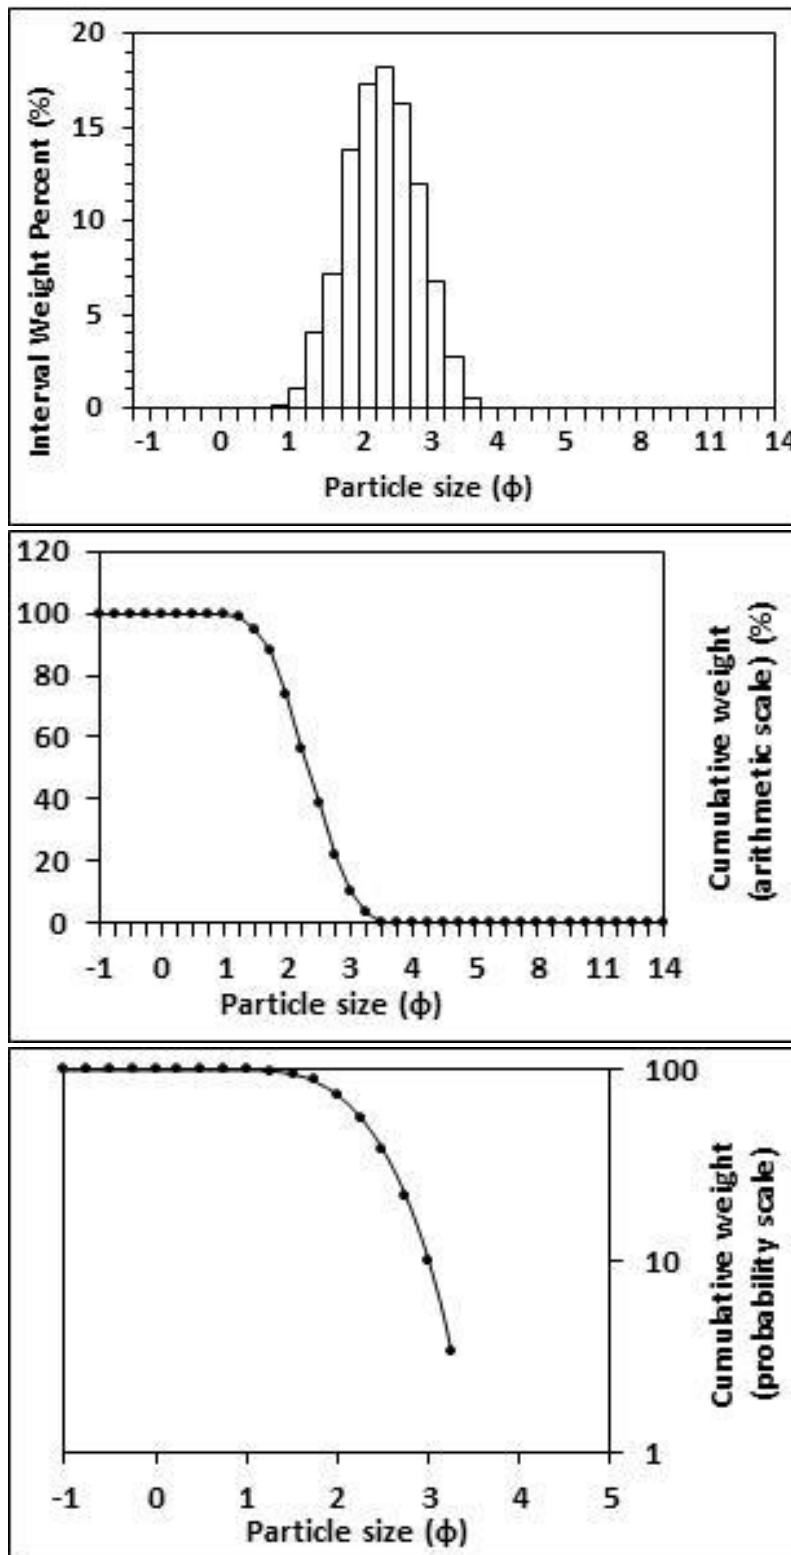 20
15
10
5
0
Interval Weight Percent (%)
-1 0 1 2 3 4 5 8 11 14
Particle size (ϕ)
120
100
80
60
40
20
0
-1 0 1 2 3 4 5 8 11 14
Particle size (ϕ)
Cumulative weight
(arithmetic scale) (%)
100
10
1
-1 0 1 2 3 4 5
Particle size (ϕ)
Cumulative weight
(probability scale)